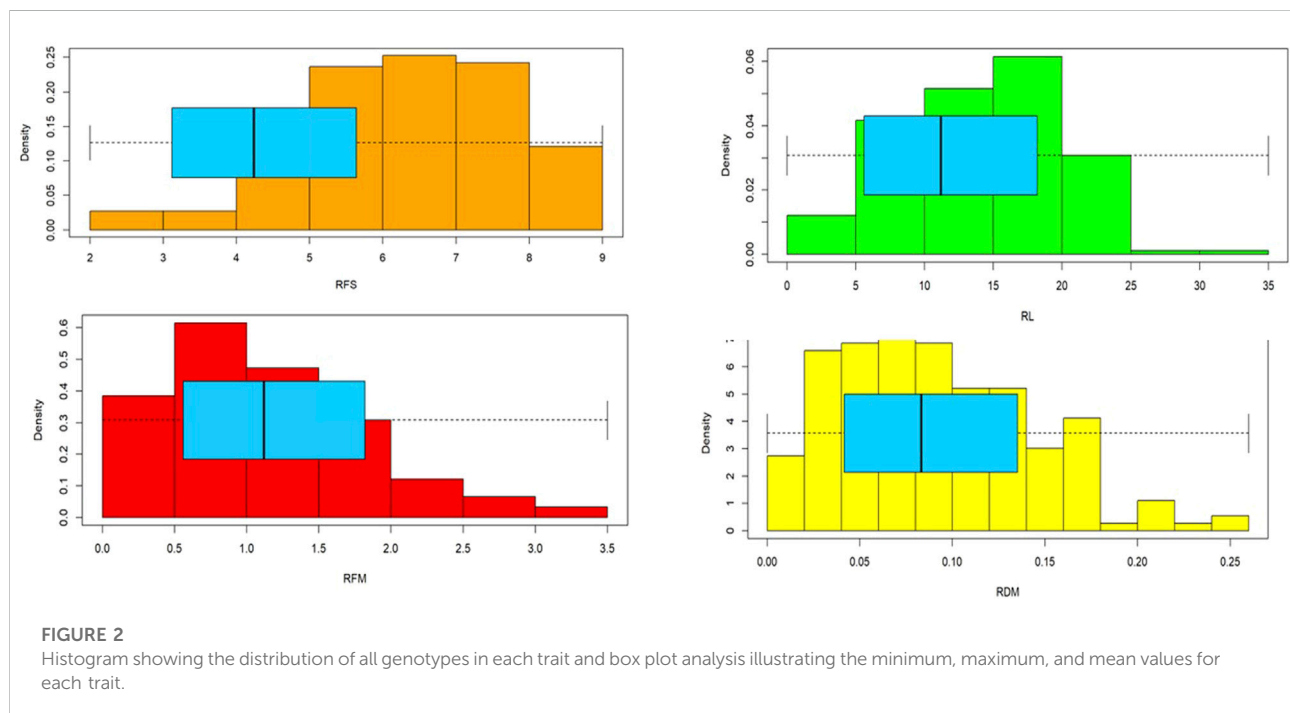 0.00 0.05 0.10 0.15 0.20 0.25
Density
2 3 4 5 6 7 8 9
RFS
0.00 0.02 0.04 0.06
Density
0 5 10 15 20 25 30 35
RL
0.0 0.1 0.2 0.3 0.4 0.5 0.6
Density
0.0 0.5 1.0 1.5 2.0 2.5 3.0 3.5
RFM
0 1 2 3 4 5 6
Density
0.00 0.05 0.10 0.15 0.20 0.25
RDM
FIGURE 2
Histogram showing the distribution of all genotypes in each trait and box plot analysis illustrating the minimum, maximum, and mean values for
each trait.